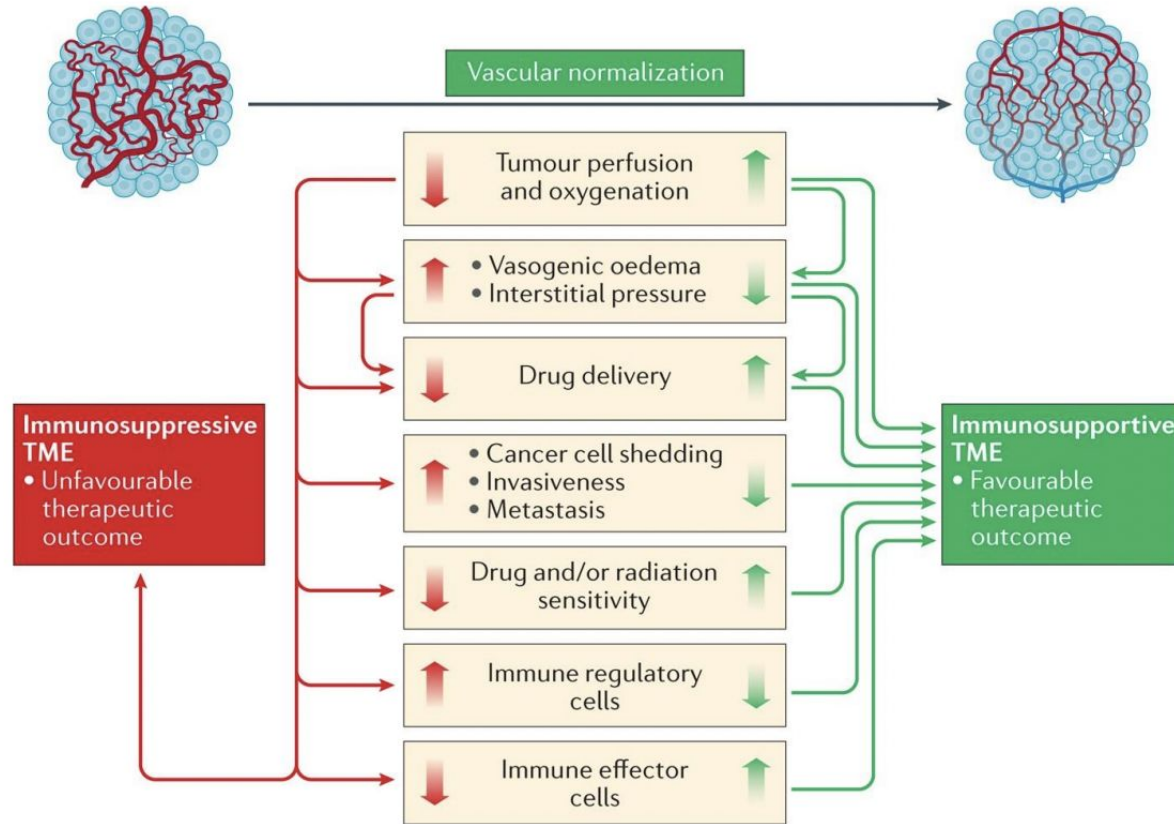 Vascular normalization
Tumour perfusion
and oxygenation
• Vasogenic oedema
• Interstitial pressure
Drug delivery
Immunosuppressive
TME
• Unfavourable
therapeutic
outcome
• Cancer cell shedding
• Invasiveness
• Metastasis
Immunosupportive
TME
• Favourable
therapeutic
outcome
Drug and/or radiation
sensitivity
Immune regulatory
cells
Immune effector
cells